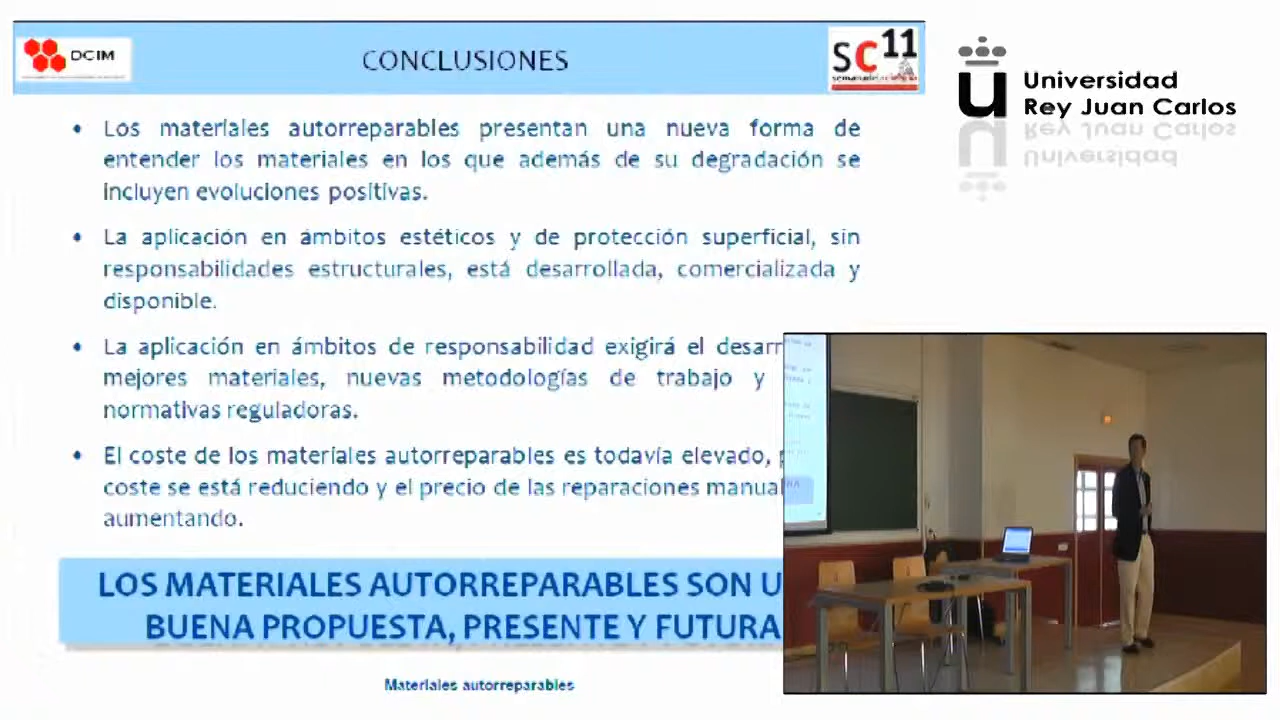 DCIM
CONCLUSIONES
SC11
semanadelaciencia
Universidad
Rey Juan Carlos
• Los materiales autorreparables presentan una nueva forma de
entender los materiales en los que además de su degradación se
incluyen evoluciones positivas.
• La aplicación en ámbitos estéticos y de protección superficial, sin
responsabilidades estructurales, está desarrollada, comercializada y
disponible.
• La aplicación en ámbitos de responsabilidad exigirá el desarr
mejores materiales, nuevas metodologías de trabajo y
normativas reguladoras.
• El coste de los materiales autorreparables es todavía elevado,
coste se está reduciendo y el precio de las reparaciones manual
aumentando.
LOS MATERIALES AUTORREPARABLES SON U
BUENA PROPUESTA, PRESENTE Y FUTURA
Materiales autorreparables